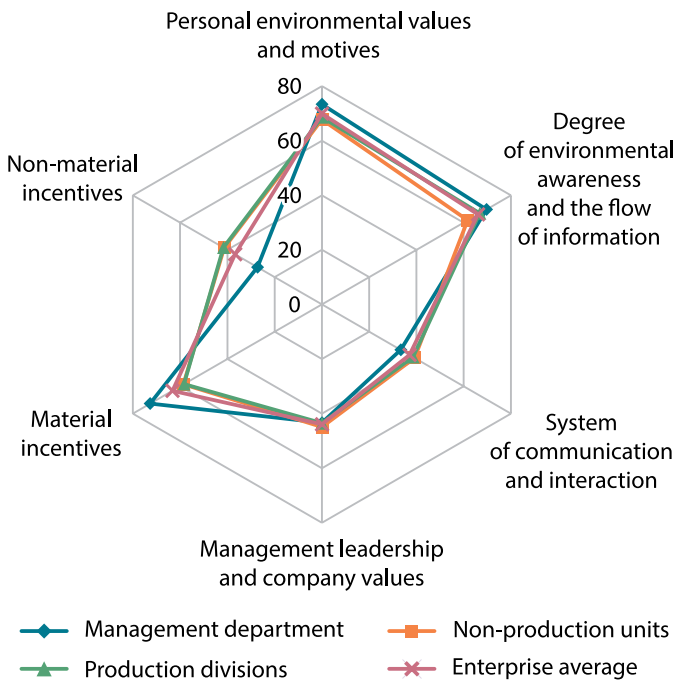 Personal environmental values
and motives
80
60
40
20
0
Degree
of environmental
awareness
and the flow
of information
Non-material
incentives
Material
incentives
System
of communication
and interaction
Management leadership
and company values
Management department
Non-production units
Production divisions
Enterprise average